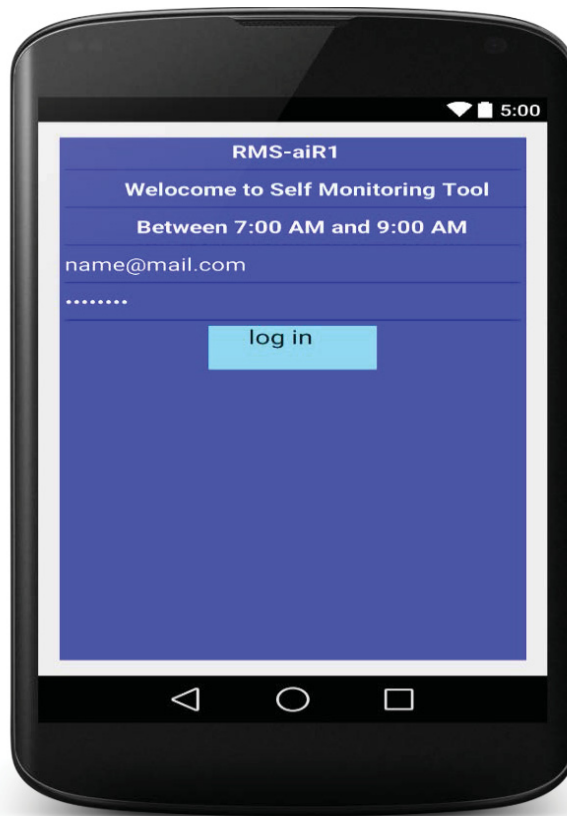 5:00
RMS-aiR1
Welocome to Self Monitoring Tool
Between 7:00 AM and 9:00 AM
name@mail.com
••••••••
log in